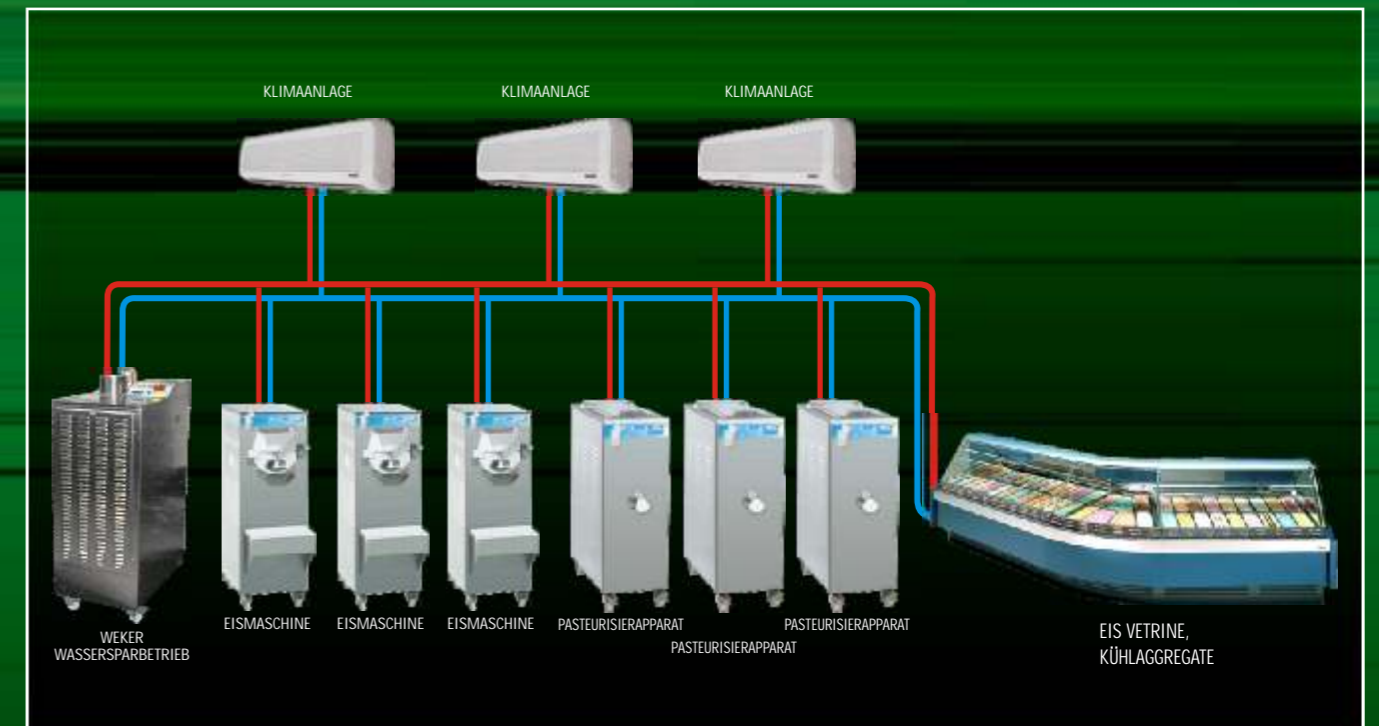 KLIMAANLAGE
KLIMAANLAGE
KLIMAANLAGE
WEKER
WASSERSPARBETRIEB
EISMASCHINE
EISMASCHINE
EISMASCHINE
PASTEURISIERAPPARAT
PASTEURISIERAPPARAT
PASTEURISIERAPPARAT
EIS VETRINE,
KÜHLAGGREGATE